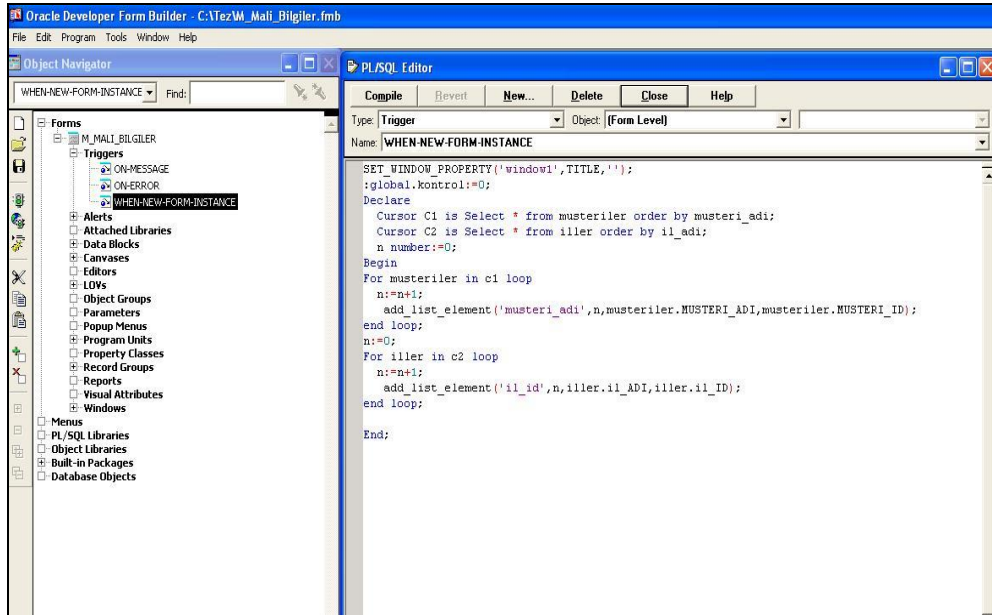 Oracle Developer Form Builder - C:\Tez\M_Mali_Bilgiler.fmb
File Edit Program Tools Window Help
Object Navigator
WHEN-NEW-FORM-INSTANCE Find:
Forms
M_MALI_BILGILER
Triggers
ON-MESSAGE
ON-ERROR
WHEN-NEW-FORM-INSTANCE
Alerts
Attached Libraries
Data Blocks
Canvases
Editors
LOVs
Object Groups
Parameters
Popup Menus
Program Units
Property Classes
Record Groups
Reports
Visual Attributes
Windows
Menus
PL/SQL Libraries
Object Libraries
Built-in Packages
Database Objects
PL/SQL Editor
Compile Revert New... Delete Close Help
Type: Trigger Object: (Form Level)
Name: WHEN-NEW-FORM-INSTANCE
SET_WINDOW_PROPERTY('window1',TITLE,'');
:global.kontrol:=0;
Declare
Cursor C1 is Select * from musteriler order by musteri_adi;
Cursor C2 is Select * from iller order by il_adi;
n number:=0;
Begin
For musteriler in c1 loop
n:=n+1;
add_list_element('musteri_adi',n,musteriler.MUSTERI_ADI,musteriler.MUSTERI_ID);
end loop;
n:=0;
For iller in c2 loop
n:=n+1;
add_list_element('il_id',n,iller.il_ADI,iller.il_ID);
end loop;
End;